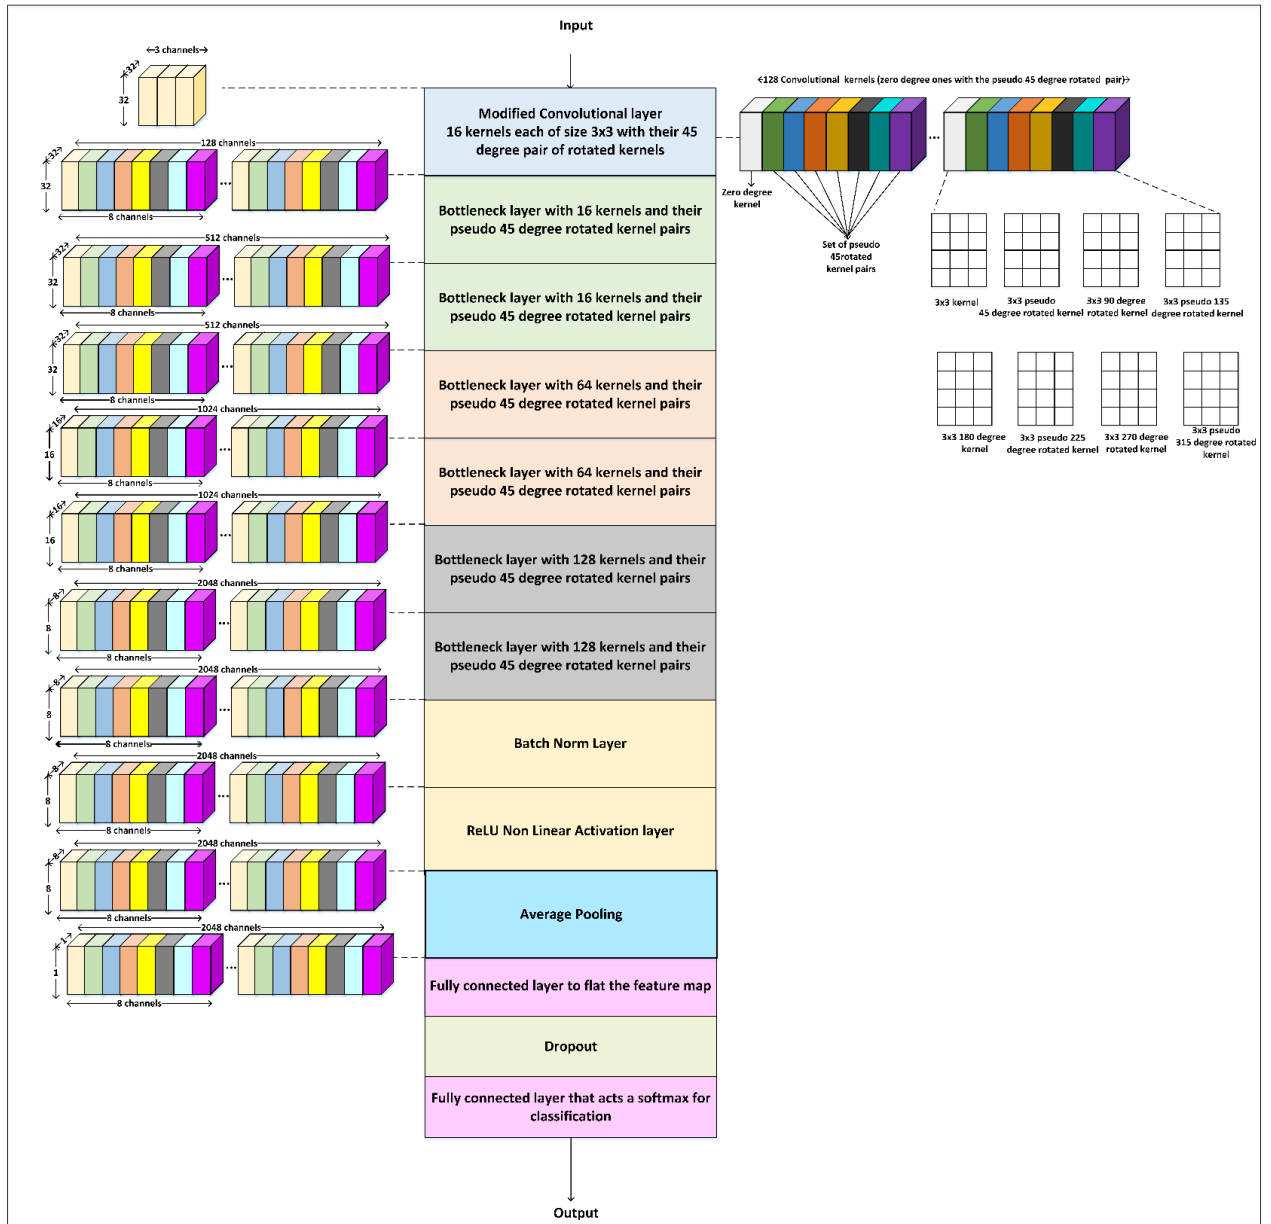 Input
3 channels
32
32
128 Convolutional kernels (zero degree ones with the pseudo 45 degree rotated pair)
Modified Convolutional layer
16 kernels each of size 3x3 with their 45
degree pair of rotated kernels
...
Zero degree
kernel
Set of pseudo
45rotated
kernel pairs
3x3 kernel
3x3 pseudo
45 degree rotated kernel
3x3 90 degree
rotated kernel
3x3 pseudo 135
degree rotated kernel
3x3 180 degree
kernel
3x3 pseudo 225
degree rotated kernel
3x3 270 degree
rotated kernel
3x3 pseudo
315 degree rotated
kernel
128 channels
32
32
...
8 channels
Bottleneck layer with 16 kernels and their
pseudo 45 degree rotated kernel pairs
512 channels
32
32
...
8 channels
Bottleneck layer with 16 kernels and their
pseudo 45 degree rotated kernel pairs
512 channels
32
32
...
8 channels
Bottleneck layer with 64 kernels and their
pseudo 45 degree rotated kernel pairs
1024 channels
16
16
...
8 channels
Bottleneck layer with 64 kernels and their
pseudo 45 degree rotated kernel pairs
1024 channels
16
16
...
8 channels
Bottleneck layer with 128 kernels and their
pseudo 45 degree rotated kernel pairs
2048 channels
8
8
...
8 channels
Bottleneck layer with 128 kernels and their
pseudo 45 degree rotated kernel pairs
2048 channels
8
8
...
8 channels
Batch Norm Layer
2048 channels
8
8
...
8 channels
ReLU Non Linear Activation layer
2048 channels
8
8
...
8 channels
Average Pooling
2048 channels
1
1
...
8 channels
Fully connected layer to flat the feature map
Dropout
Fully connected layer that acts a softmax for
classification
Output